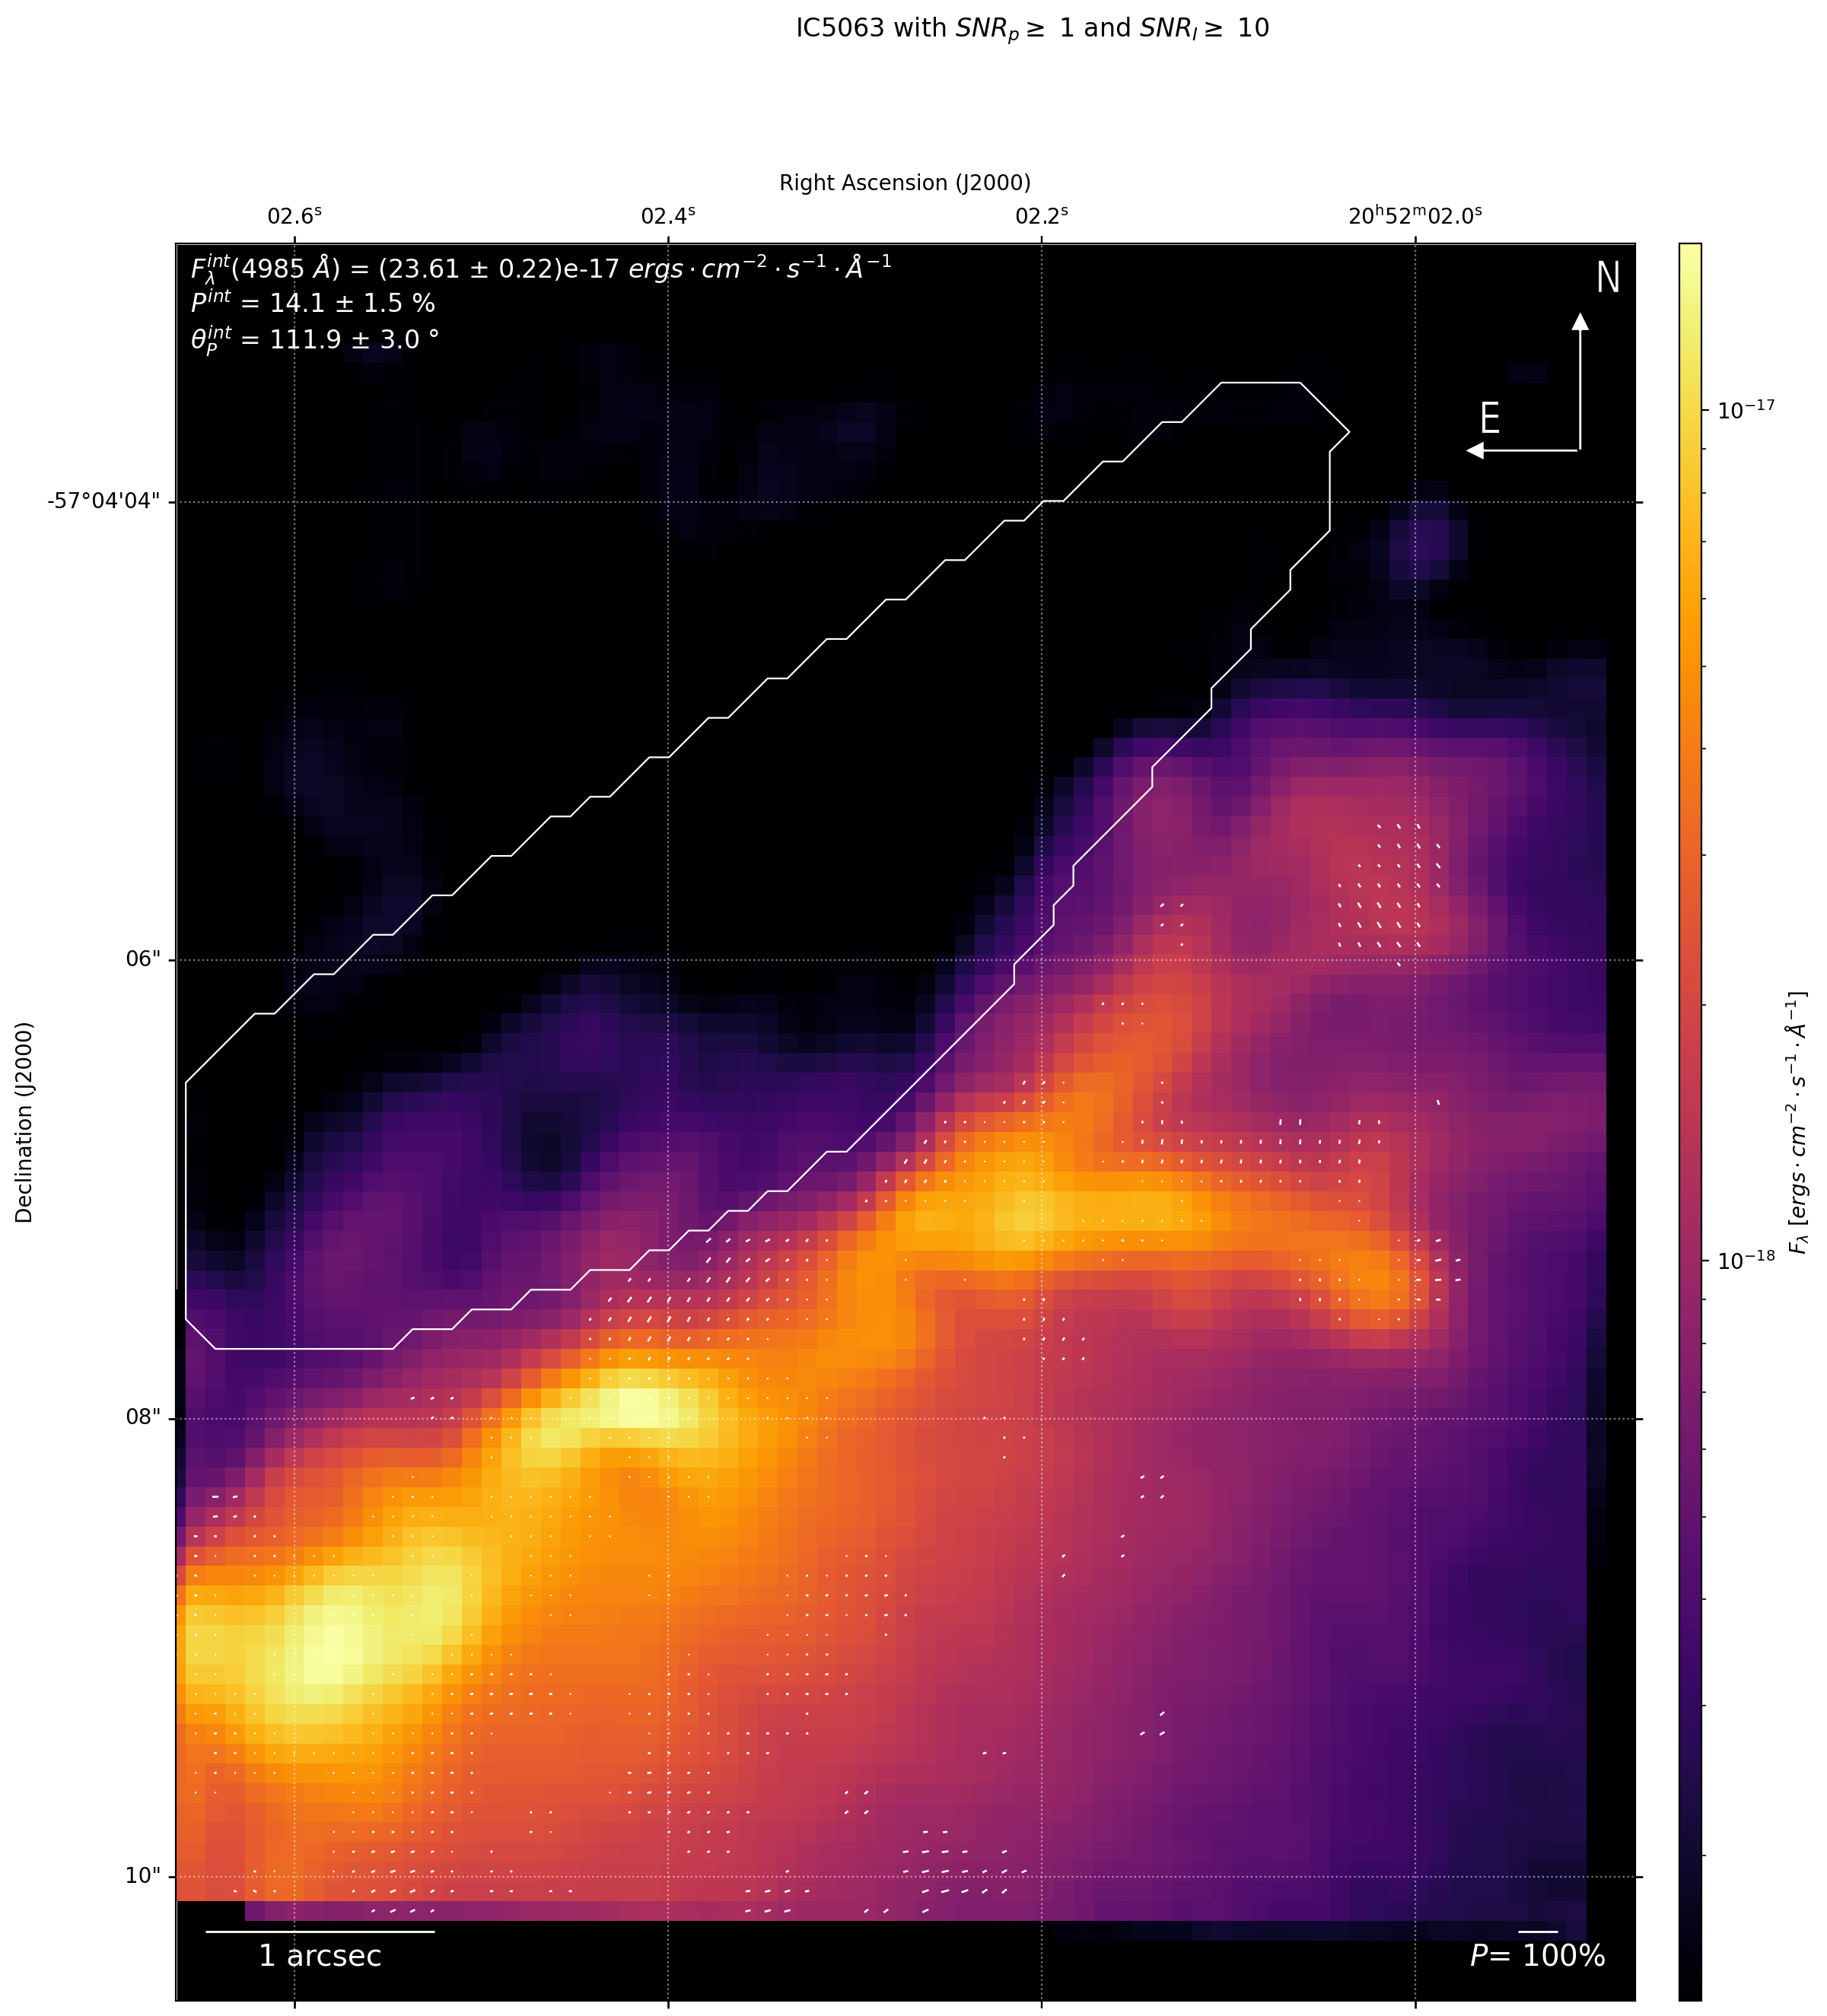 IC5063 with SNRₚ ≥ 1 and SNR_I ≥ 10
Right Ascension (J2000)
02.6ˢ 02.4ˢ 02.2ˢ 20ʰ52ᵐ02.0ˢ
F_λ^int(4985 Å) = (23.61 ± 0.22)e-17 ergs · cm⁻² · s⁻¹ · Å⁻¹
P^int = 14.1 ± 1.5 %
θ_P^int = 111.9 ± 3.0 °
N
E
-57°04'04"
06"
08"
10"
Declination (J2000)
1 arcsec
P= 100%
10⁻¹⁷
10⁻¹⁸
F_λ [ergs · cm⁻² · s⁻¹ · Å⁻¹]